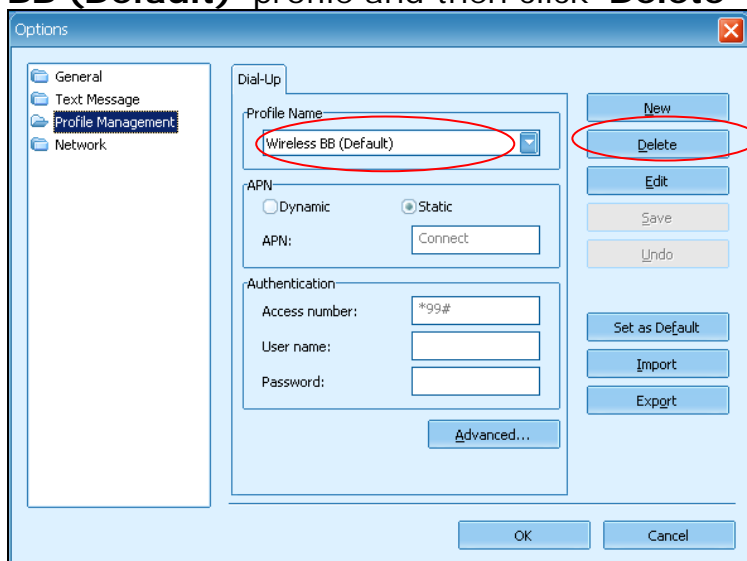 BB (Default)" profile and then click "Delete"
Options
General
Text Message
Profile Management
Network
Dial-Up
Profile Name
Wireless BB (Default)
APN
Dynamic
Static
APN:
Connect
Authentication
Access number:
*99#
User name:
Password:
Advanced...
New
Delete
Edit
Save
Undo
Set as Default
Import
Export
OK
Cancel